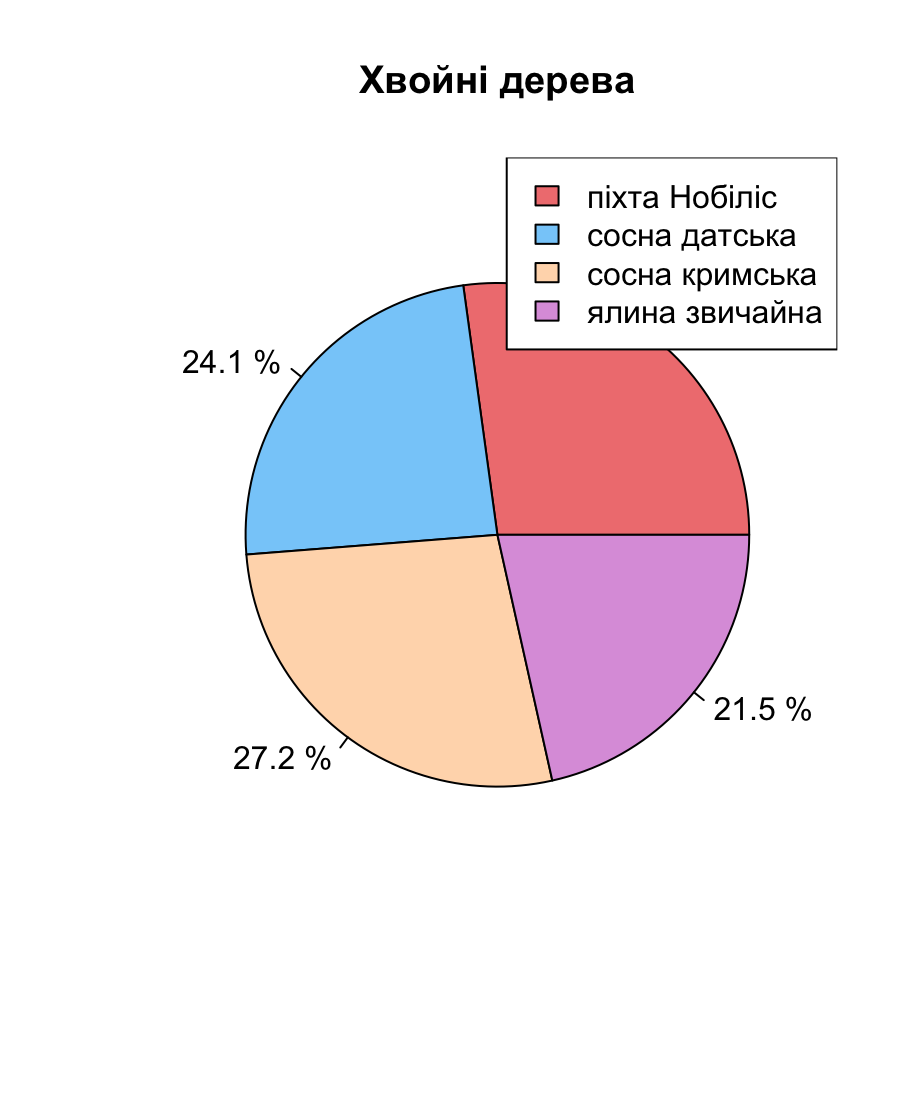 Хвойні дерева
піхта Нобіліс
сосна датська
сосна кримська
ялина звичайна
24.1 %
21.5 %
27.2 %